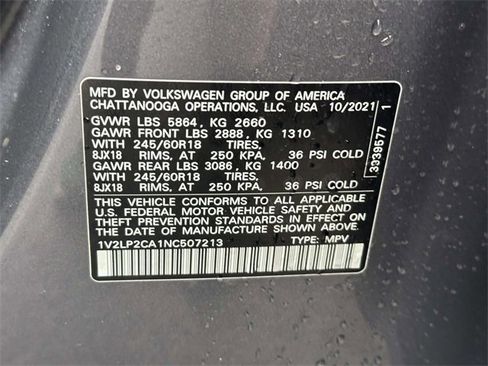 MFD BY VOLKSWAGEN GROUP OF AMERICA
CHATTANOOGA OPERATIONS, LLC. USA 10/2021
GVWR LBS 5864, KG 2660
GAWR FRONT LBS 2888, KG 1310
WITH 245/60R18 TIRES,
8JX18 RIMS, AT 250 KPA, 36 PSI COLD
GAWR REAR LBS 3086, KG 1400
WITH 245/60R18 TIRES,
8JX18 RIMS, AT 250 KPA, 36 PSI COLD
THIS VEHICLE CONFORMS TO ALL APPLICABLE
U.S. FEDERAL MOTOR VEHICLE SAFETY AND
THEFT PREVENTION STANDARDS IN EFFECT ON
THE DATE OF MANUFACTURE SHOWN ABOVE.
1V2LP2CA1NC507213 TYPE: MPV
3939577 1